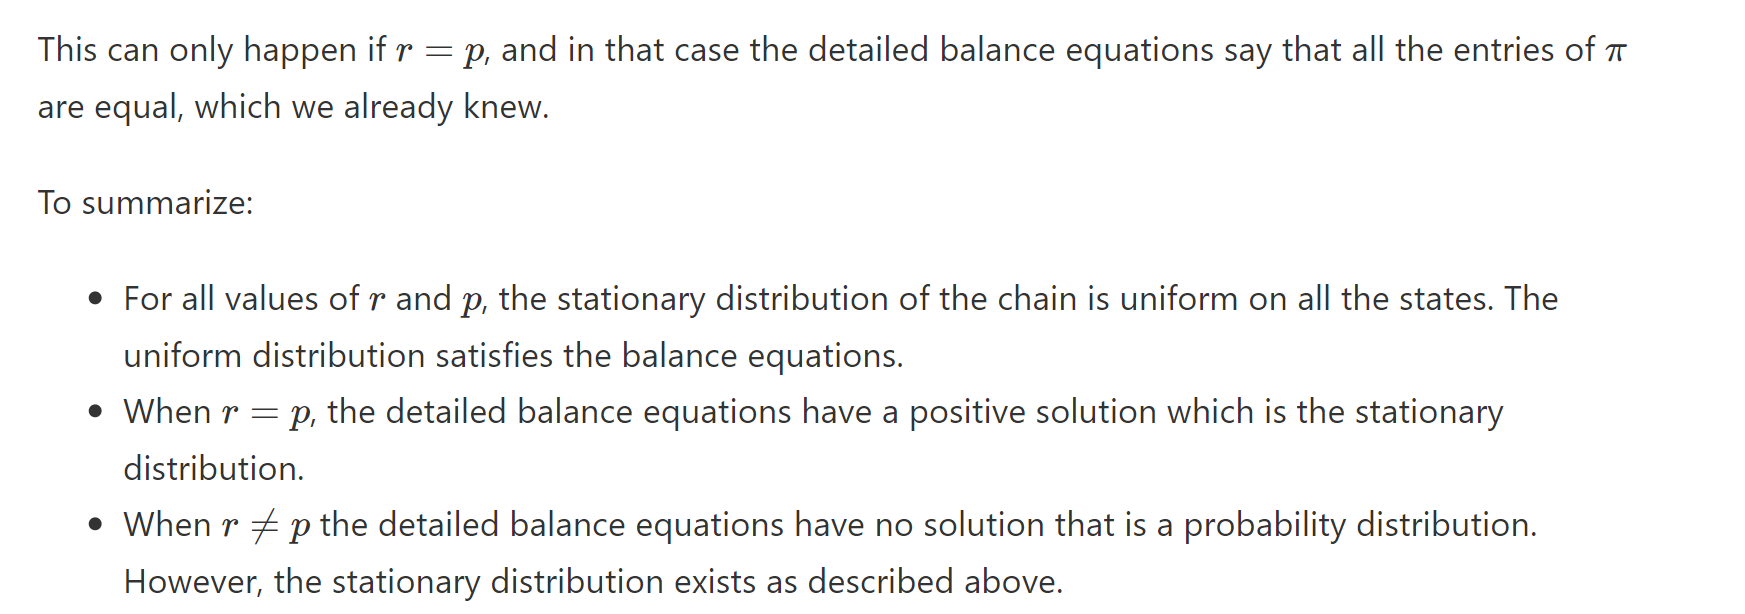 This can only happen if r = p, and in that case the detailed balance equations say that all the entries of π
are equal, which we already knew.
To summarize:
• For all values of r and p, the stationary distribution of the chain is uniform on all the states. The
uniform distribution satisfies the balance equations.
• When r = p, the detailed balance equations have a positive solution which is the stationary
distribution.
• When r ≠ p the detailed balance equations have no solution that is a probability distribution.
However, the stationary distribution exists as described above.